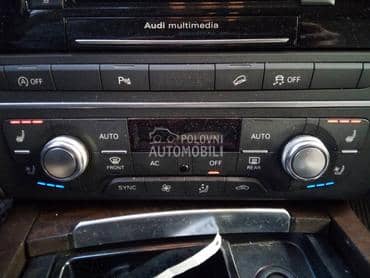 Audi multimedia
A OFF P OFF
AUTO AUTO
POLOVNI
AUTOMOBILI
FRONT AC OFF REAR
SYNC